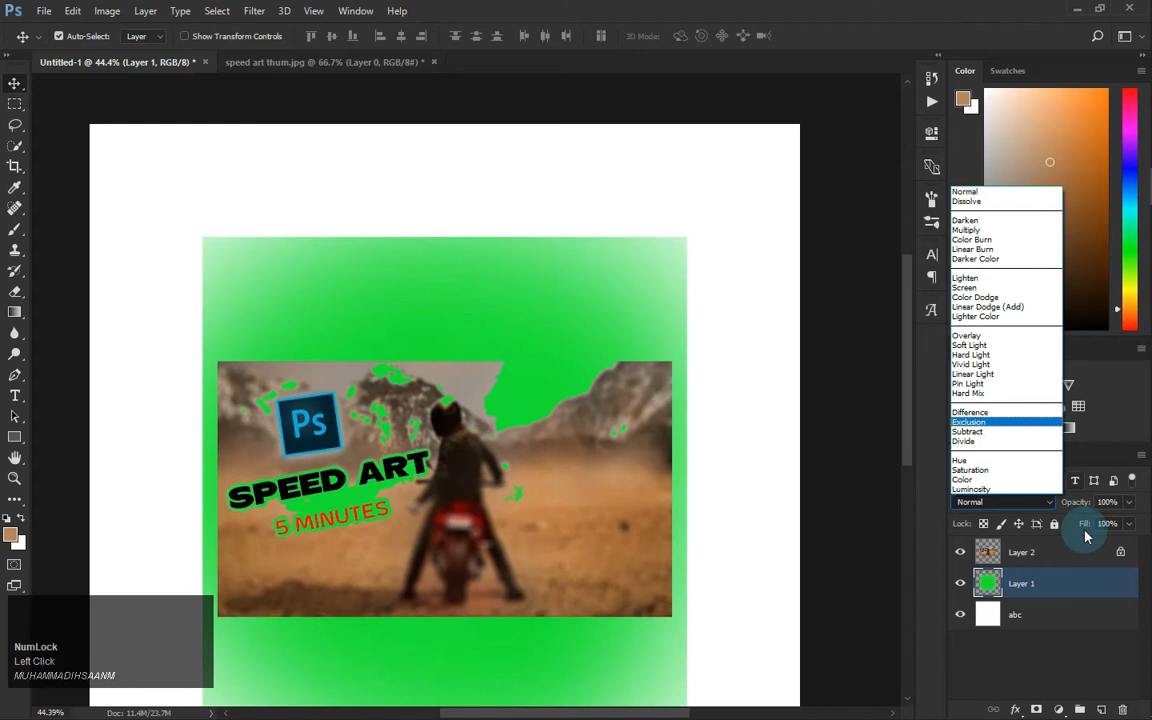 Ps File Edit Image Layer Type Select Filter 3D View Window Help
Auto-Select: Layer Show Transform Controls 3D Mode:
Untitled-1 @ 44.4% (Layer 1, RGB/8) * × speed art thum.jpg @ 66.7% (Layer 0, RGB/8#) * ×
Color Swatches
Normal
Dissolve
Darken
Multiply
Color Burn
Linear Burn
Darker Color
Lighten
Screen
Color Dodge
Linear Dodge (Add)
Lighter Color
Overlay
Soft Light
Hard Light
Vivid Light
Linear Light
Pin Light
Hard Mix
Difference
Exclusion
Subtract
Divide
Hue
Saturation
Color
Luminosity
Normal Opacity: 100%
Lock: Fill: 100%
Layer 2
Layer 1
abc
Ps
SPEED ART
5 MINUTES
NumLock
Left Click
MUHAMMADIHSAANM
44.39% Doc: 11.4M/23.7M